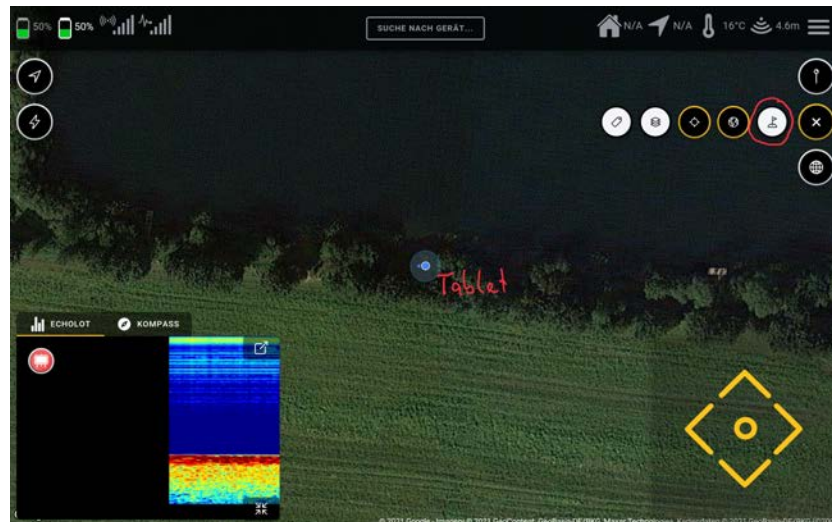 50% 50% SUCHE NACH GERÄT... N/A N/A 16°C 4.6m
Tablet
ECHOLOT KOMPASS